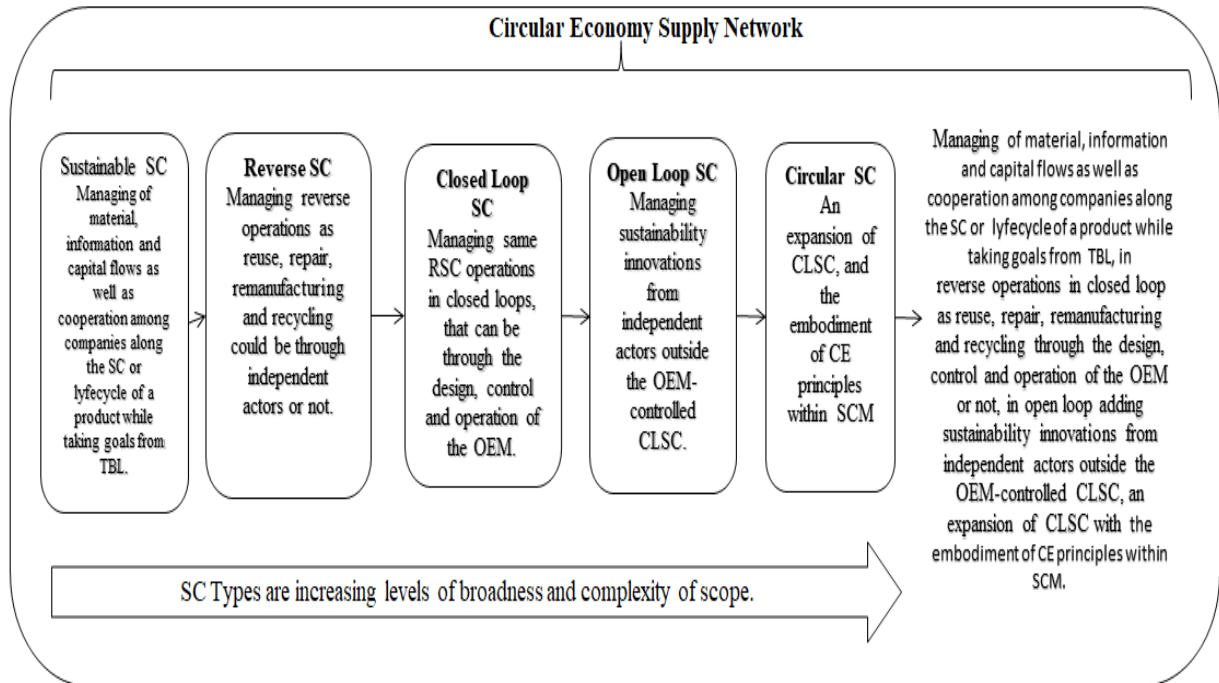 Circular Economy Supply Network
Sustainable SC
Managing of
material,
information and
capital flows as
well as
cooperation among
companies along
the SC or
lyfecycle of a
product while
taking goals from
TBL.
Reverse SC
Managing reverse
operations as
reuse, repair,
remanufacturing
and recycling
could be through
independent
actors or not.
Closed Loop
SC
Managing same
RSC operations
in closed loops,
that can be
through the
design, control
and operation of
the OEM.
Open Loop SC
Managing
sustainability
innovations
from
independent
actors outside
the OEM-
controlled
CLSC.
Circular SC
An
expansion of
CLSC, and
the
embodiment
of CE
principles
within SCM
Managing of material, information
and capital flows as well as
cooperation among companies along
the SC or lyfecycle of a product while
taking goals from TBL, in
reverse operations in closed loop
as reuse, repair, remanufacturing
and recycling through the design,
control and operation of the OEM
or not, in open loop adding
sustainability innovations from
independent actors outside the
OEM-controlled CLSC, an
expansion of CLSC with the
embodiment of CE principles within
SCM.
SC Types are increasing levels of broadness and complexity of scope.